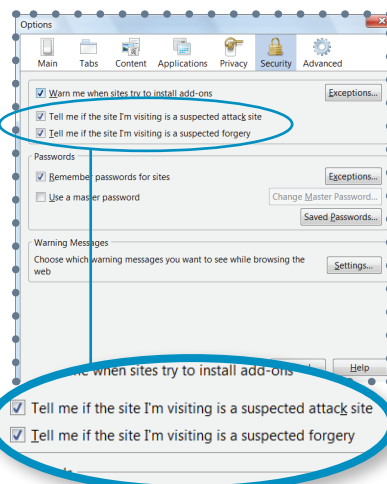 Options
Main Tabs Content Applications Privacy Security Advanced
Warn me when sites try to install add-ons Exceptions...
Tell me if the site I'm visiting is a suspected attack site
Tell me if the site I'm visiting is a suspected forgery
Passwords
Remember passwords for sites Exceptions...
Use a master password Change Master Password...
Saved Passwords...
Warning Messages
Choose which warning messages you want to see while browsing the
web Settings...
Help
when sites try to install add-ons
Tell me if the site I'm visiting is a suspected attack site
Tell me if the site I'm visiting is a suspected forgery